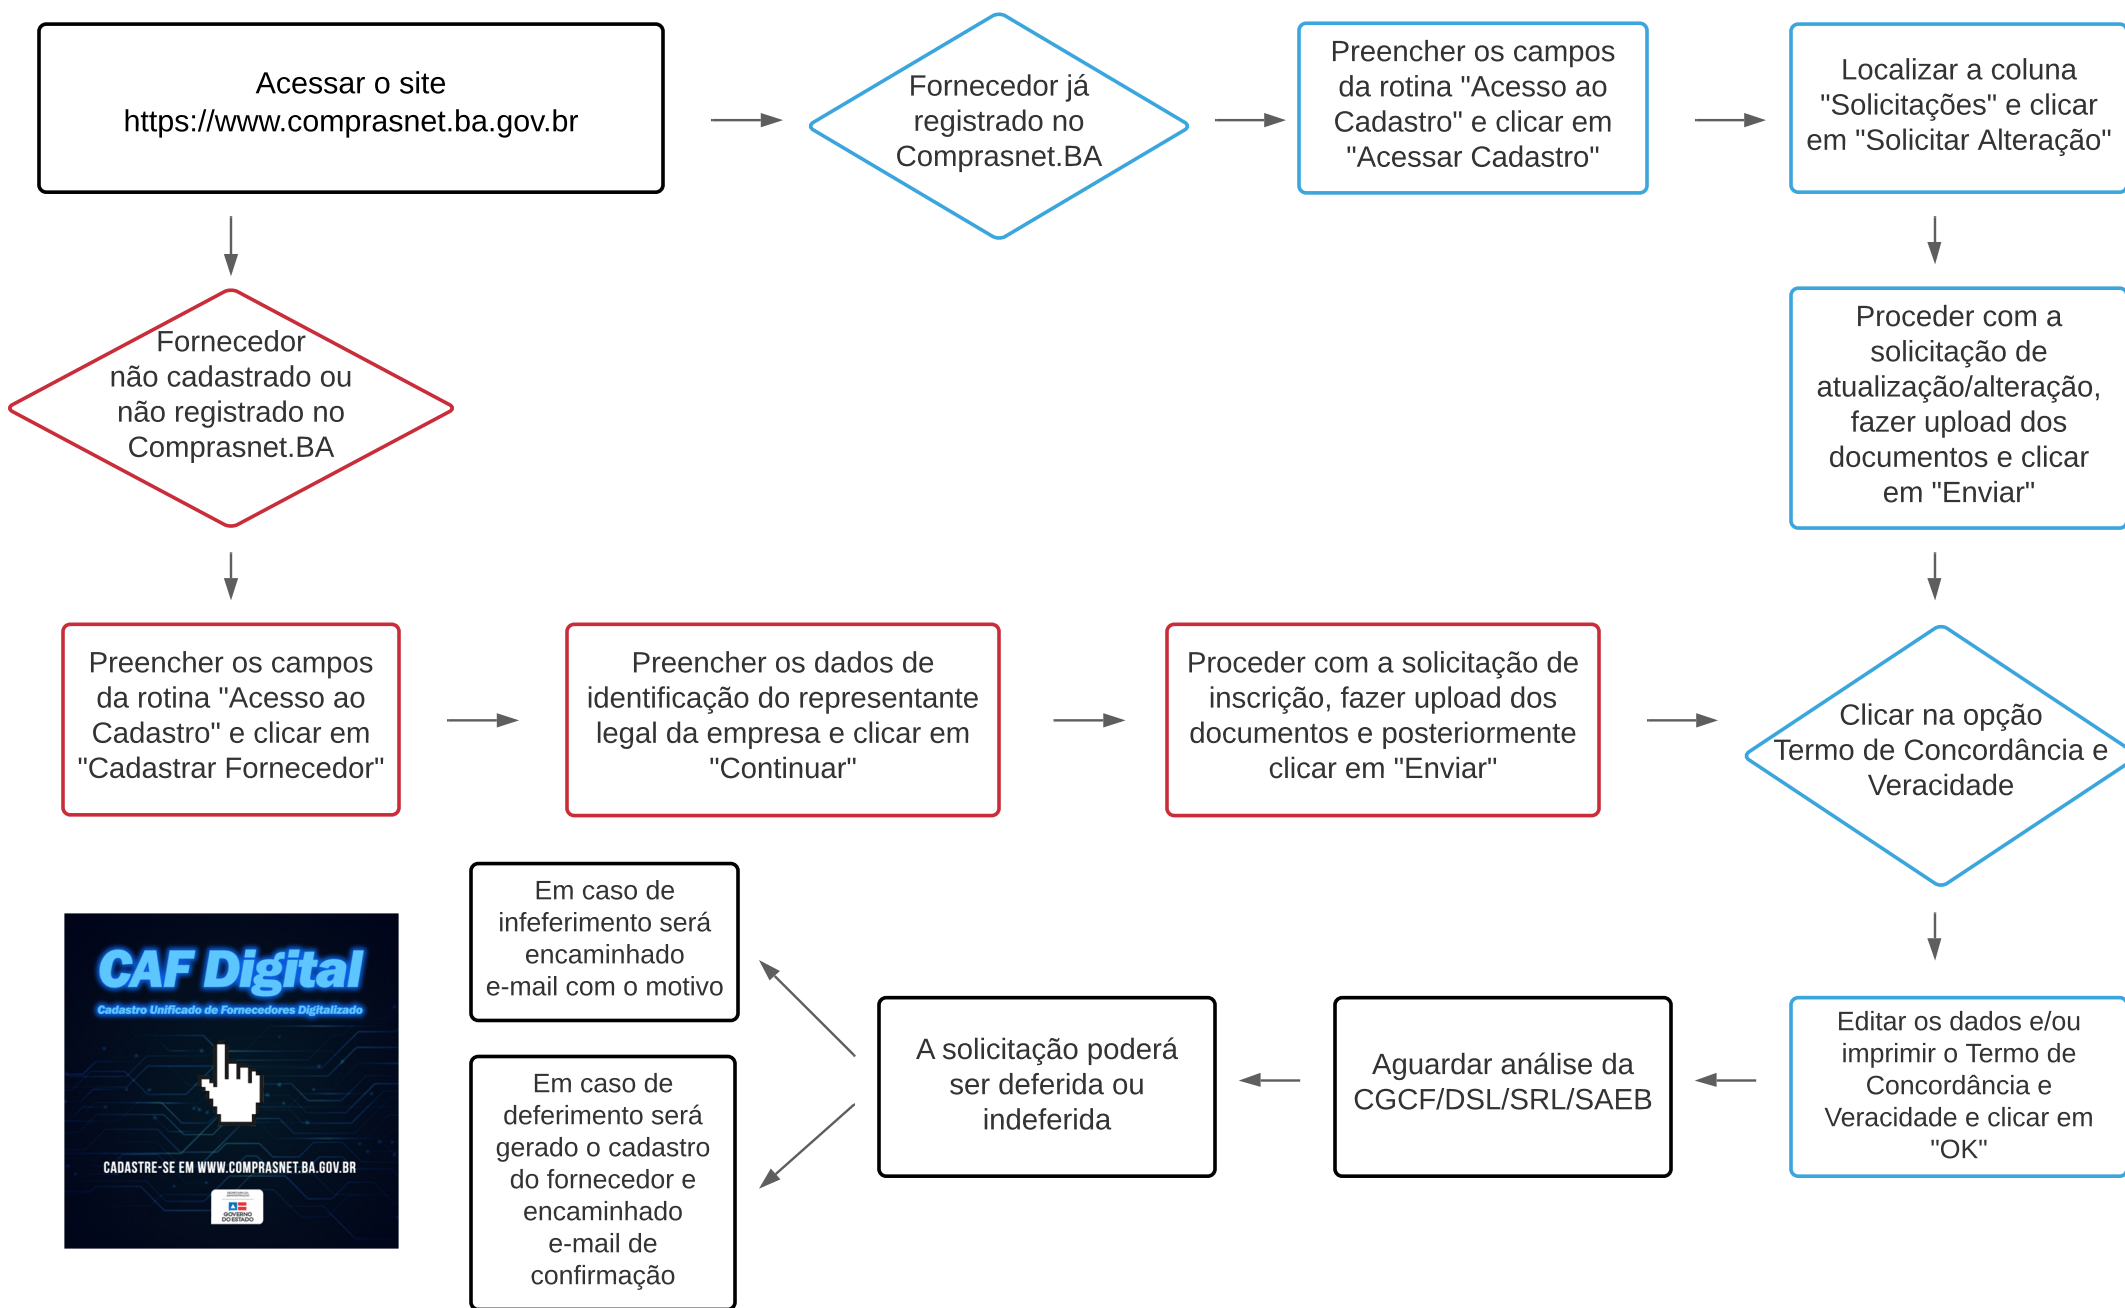 Acessar o site
https://www.comprasnet.ba.gov.br
Fornecedor já
registrado no
Comprasnet.BA
Preencher os campos
da rotina "Acesso ao
Cadastro" e clicar em
"Acessar Cadastro"
Localizar a coluna
"Solicitações" e clicar
em "Solicitar Alteração"
Fornecedor
não cadastrado ou
não registrado no
Comprasnet.BA
Proceder com a
solicitação de
atualização/alteração,
fazer upload dos
documentos e clicar
em "Enviar"
Preencher os campos
da rotina "Acesso ao
Cadastro" e clicar em
"Cadastrar Fornecedor"
Preencher os dados de
identificação do representante
legal da empresa e clicar em
"Continuar"
Proceder com a solicitação de
inscrição, fazer upload dos
documentos e posteriormente
clicar em "Enviar"
Clicar na opção
Termo de Concordância e
Veracidade
Editar os dados e/ou
imprimir o Termo de
Concordância e
Veracidade e clicar em
"OK"
Aguardar análise da
CGCF/DSL/SRL/SAEB
A solicitação poderá
ser deferida ou
indeferida
Em caso de
infeferimento será
encaminhado
e-mail com o motivo
Em caso de
deferimento será
gerado o cadastro
do fornecedor e
encaminhado
e-mail de
confirmação
CAF Digital
Cadastro Unificado de Fornecedores Digitalizado
CADASTRE-SE EM WWW.COMPRASNET.BA.GOV.BR
GOVERNO
DO ESTADO